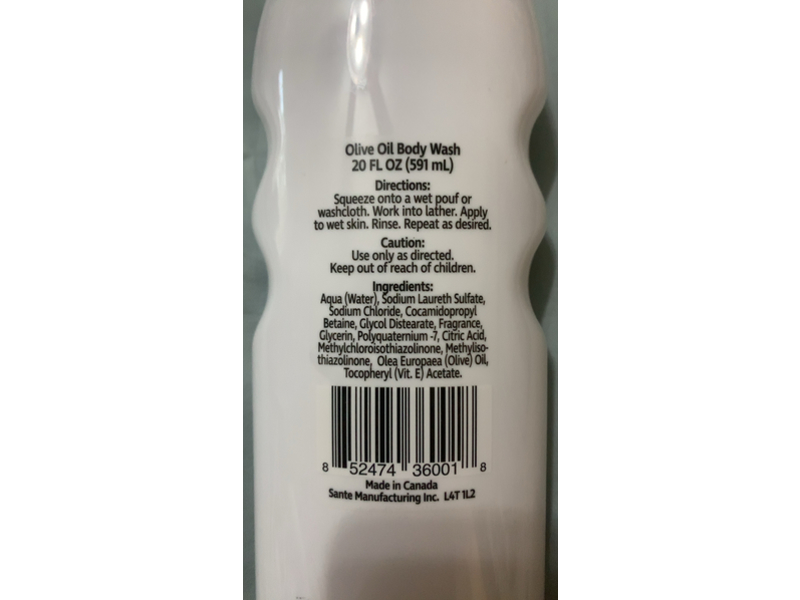 Olive Oil Body Wash
20 FL OZ (591 mL)
Directions:
Squeeze onto a wet pouf or
washcloth. Work into lather. Apply
to wet skin. Rinse. Repeat as desired.
Caution:
Use only as directed.
Keep out of reach of children.
Ingredients:
Aqua (Water), Sodium Laureth Sulfate,
Sodium Chloride, Cocamidopropyl
Betaine, Glycol Distearate, Fragrance,
Glycerin, Polyquaternium -7, Citric Acid,
Methylchloroisothiazolinone, Methyliso-
thiazolinone, Olea Europaea (Olive) Oil,
Tocopheryl (Vit. E) Acetate.
8 52474 36001 8
Made in Canada
Sante Manufacturing Inc. L4T 1L2